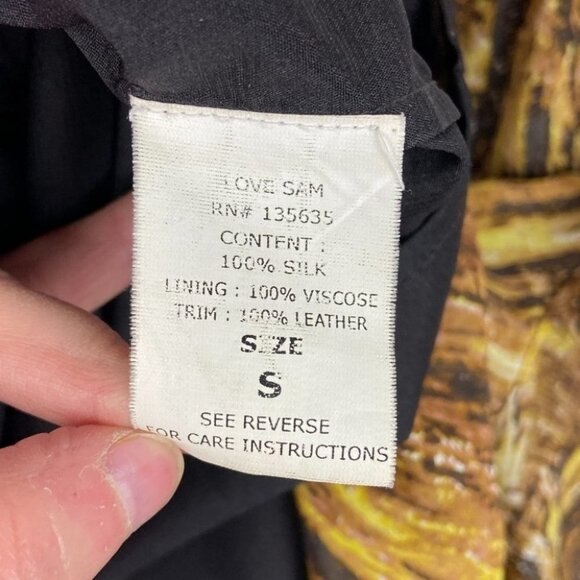 LOVE SAM
RN# 135635
CONTENT :
100% SILK
LINING : 100% VISCOSE
TRIM : 100% LEATHER
SIZE
S
SEE REVERSE
FOR CARE INSTRUCTIONS